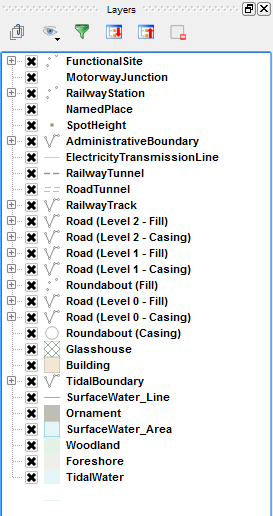 Layers
FunctionalSite
MotorwayJunction
RailwayStation
NamedPlace
SpotHeight
AdministrativeBoundary
ElectricityTransmissionLine
RailwayTunnel
RoadTunnel
RailwayTrack
Road (Level 2 - Fill)
Road (Level 2 - Casing)
Road (Level 1 - Fill)
Road (Level 1 - Casing)
Roundabout (Fill)
Road (Level 0 - Fill)
Road (Level 0 - Casing)
Roundabout (Casing)
Glasshouse
Building
TidalBoundary
SurfaceWater_Line
Ornament
SurfaceWater_Area
Woodland
Foreshore
TidalWater